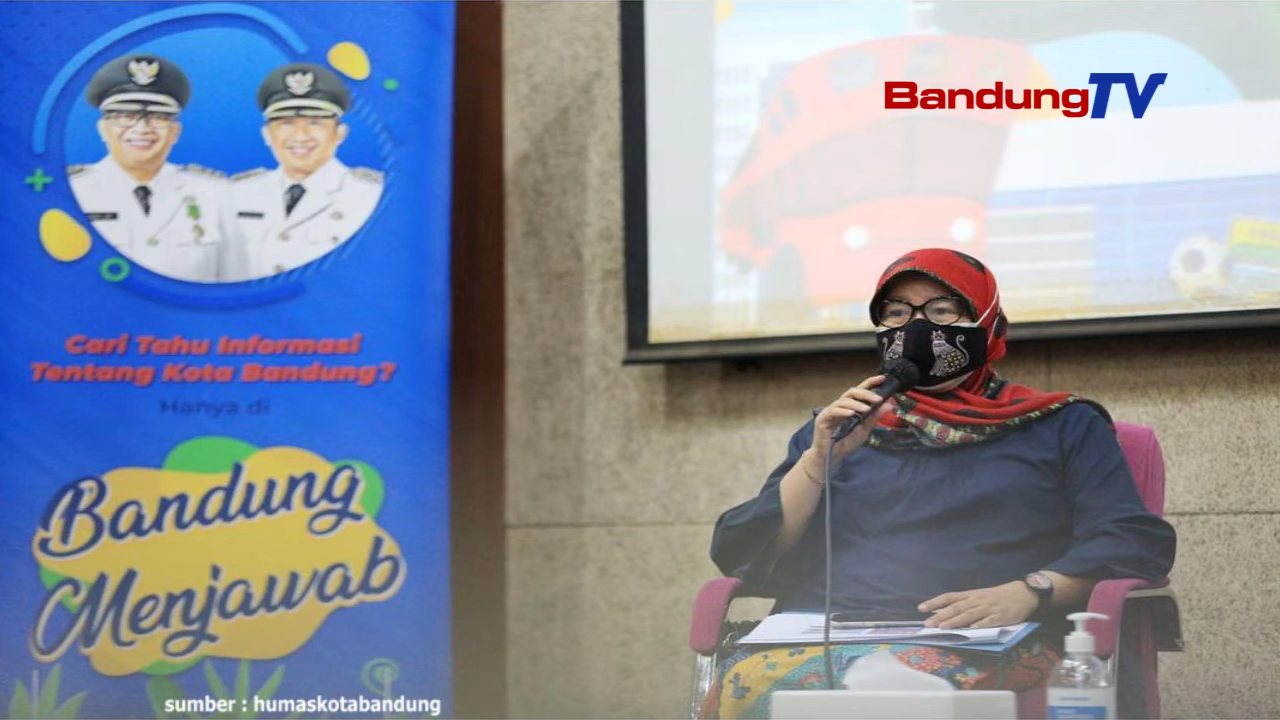 BandungTV
Cari Tahu Informasi
Tentang Kota Bandung?
Hanya di
Bandung
Menjawab
sumber : humaskotabandung